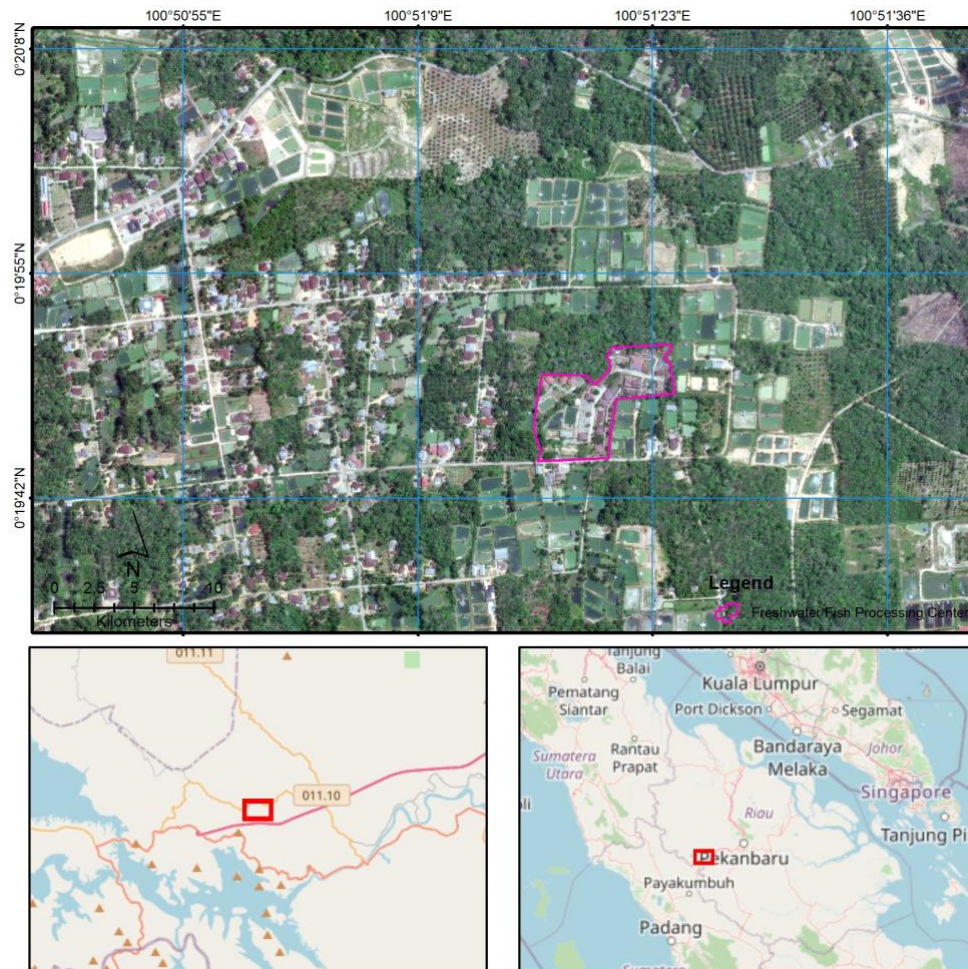 100°50'55"E 100°51'9"E 100°51'23"E 100°51'36"E
0°20'8"N
0°19'55"N
0°19'42"N
N
0 2.5 5 10
Kilometers
Legend
Freshwater Fish Processing Center
011.11
011.10
Tanjung
Balai
Kuala Lumpur
Pematang
Siantar
Port Dickson
Segamat
Bandaraya
Melaka
Johor
Rantau
Prapat
Sumatera
Utara
Singapore
oli
Riau
Tanjung Pi
Pekanbaru
Payakumbuh
Padang
Sumatera